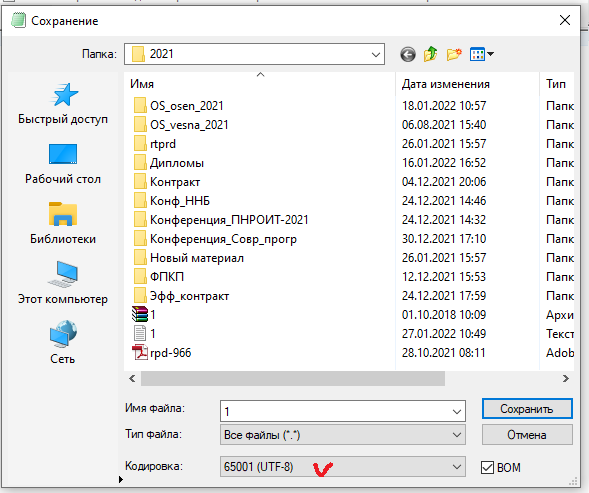 Сохранение
Папка: 2021
Имя Дата изменения Тип
OS_osen_2021 18.01.2022 10:57 Папк
OS_vesna_2021 06.08.2021 15:40 Папк
rtprd 26.01.2021 15:57 Папк
Дипломы 16.01.2022 16:52 Папк
Контракт 04.12.2021 20:06 Папк
Конф_ННБ 24.12.2021 14:46 Папк
Конференция_ПНРОИТ-2021 24.12.2021 14:32 Папк
Конференция_Совр_прогр 30.12.2021 17:10 Папк
Новый материал 26.01.2021 15:57 Папк
ФПКП 12.12.2021 15:53 Папк
Эфф_контракт 24.12.2021 17:59 Папк
1 01.10.2018 10:09 Архи
1 27.01.2022 10:49 Текст
rpd-966 28.10.2021 08:11 Adob
Быстрый доступ
Рабочий стол
Библиотеки
Этот компьютер
Сеть
Имя файла: 1 Сохранить
Тип файла: Все файлы (*.*) Отмена
Кодировка: 65001 (UTF-8) BOM